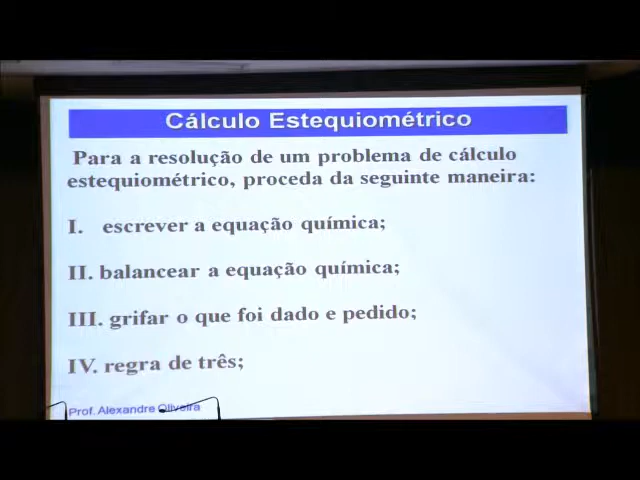 Cálculo Estequiométrico
Para a resolução de um problema de cálculo
estequiométrico, proceda da seguinte maneira:
I. escrever a equação química;
II. balancear a equação química;
III. grifar o que foi dado e pedido;
IV. regra de três;
Prof. Alexandre Oliveira